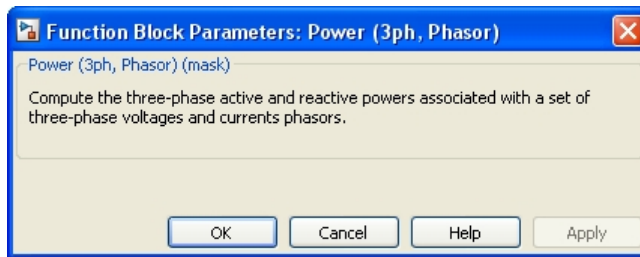 Function Block Parameters: Power (3ph, Phasor)
Power (3ph, Phasor) (mask)
Compute the three-phase active and reactive powers associated with a set of
three-phase voltages and currents phasors.
OK Cancel Help Apply